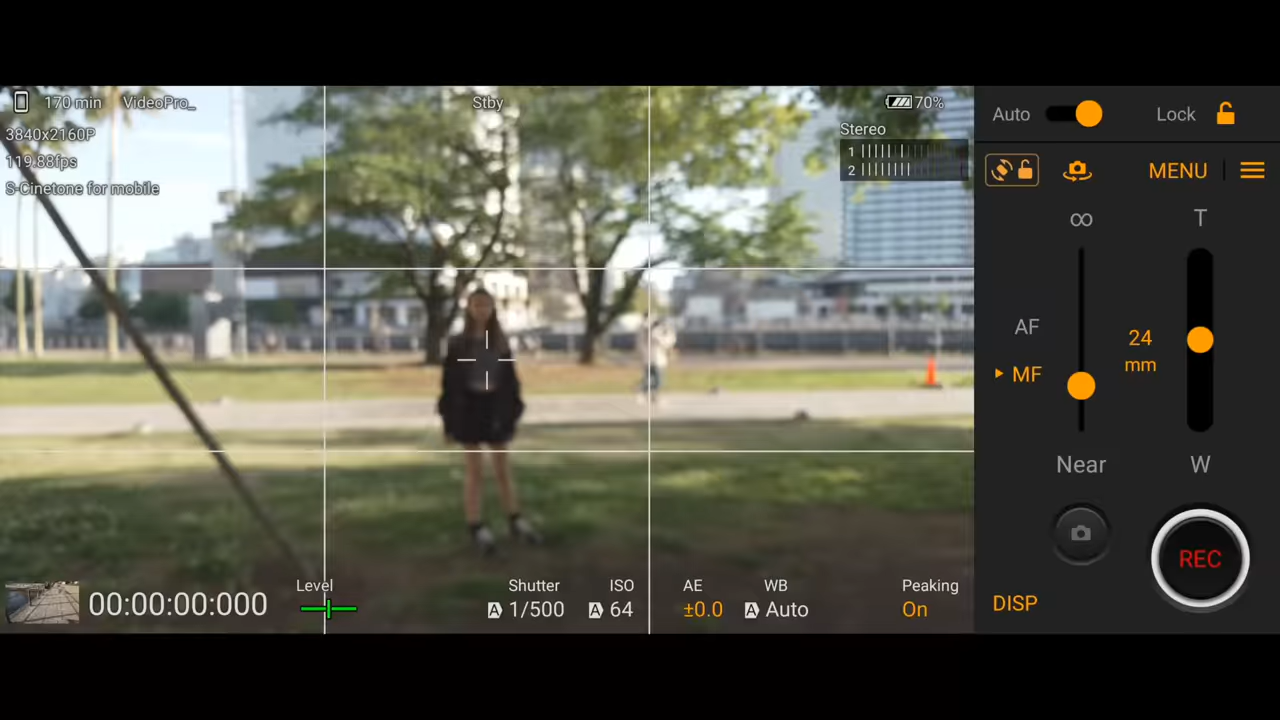 170 min VideoPro_ Stby 70%
3840x2160P
119.88fps
S-Cinetone for mobile
Stereo
1
2
Auto Lock
MENU
∞ T
AF
MF
24
mm
Near W
REC
DISP
Level Shutter ISO AE WB Peaking
00:00:00:000 A 1/500 A 64 ±0.0 A Auto On